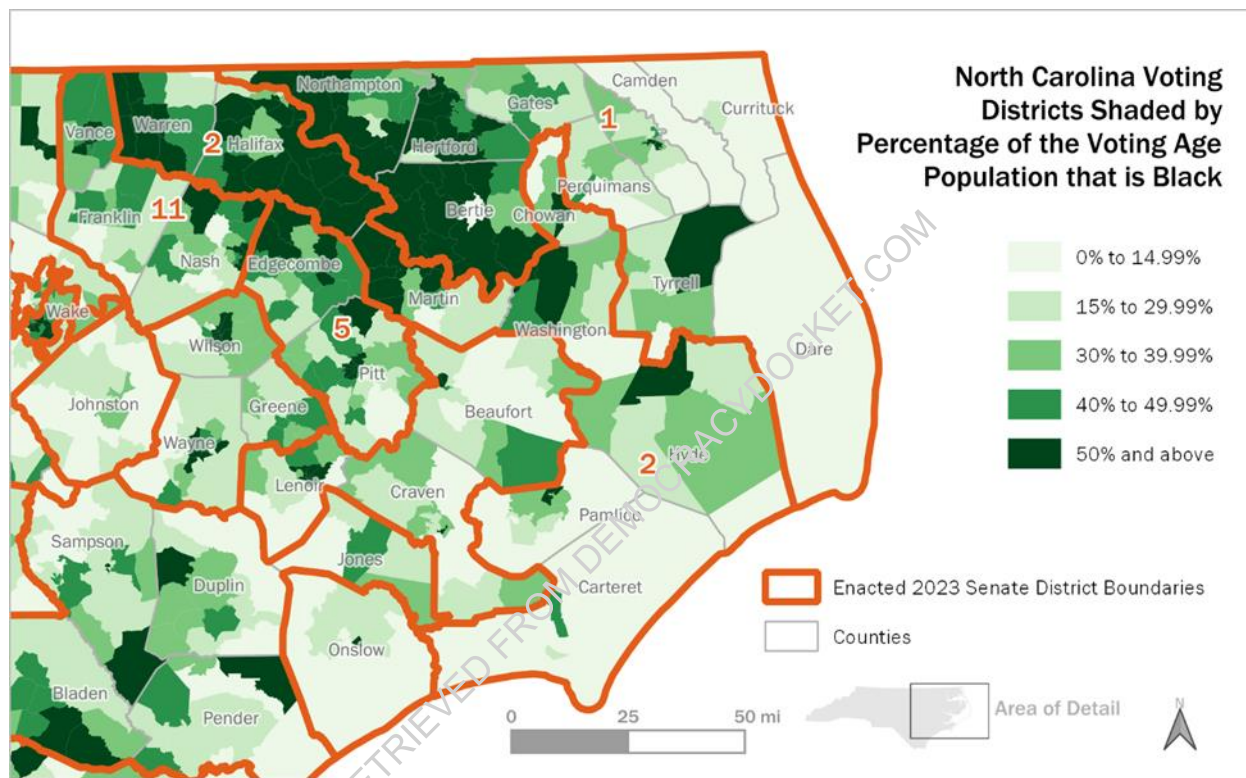 North Carolina Voting
Districts Shaded by
Percentage of the Voting Age
Population that is Black
0% to 14.99%
15% to 29.99%
30% to 39.99%
40% to 49.99%
50% and above
Enacted 2023 Senate District Boundaries
Counties
Area of Detail
N
0 25 50 mi
Northampton
Camden
Currituck
Gates
Vance
Warren
2
Halifax
Hertford
1
Perquimans
Bertie
Chowan
Franklin
11
Nash
Edgecombe
Tyrrell
Martin
Washington
Wake
5
Wilson
Pitt
Dare
Johnston
Greene
Beaufort
Wayne
2
Hyde
Lenoir
Craven
Pamlico
Sampson
Jones
Duplin
Carteret
Onslow
Bladen
Pender
RETRIEVED FROM DEMOCRACYDOCKET.COM